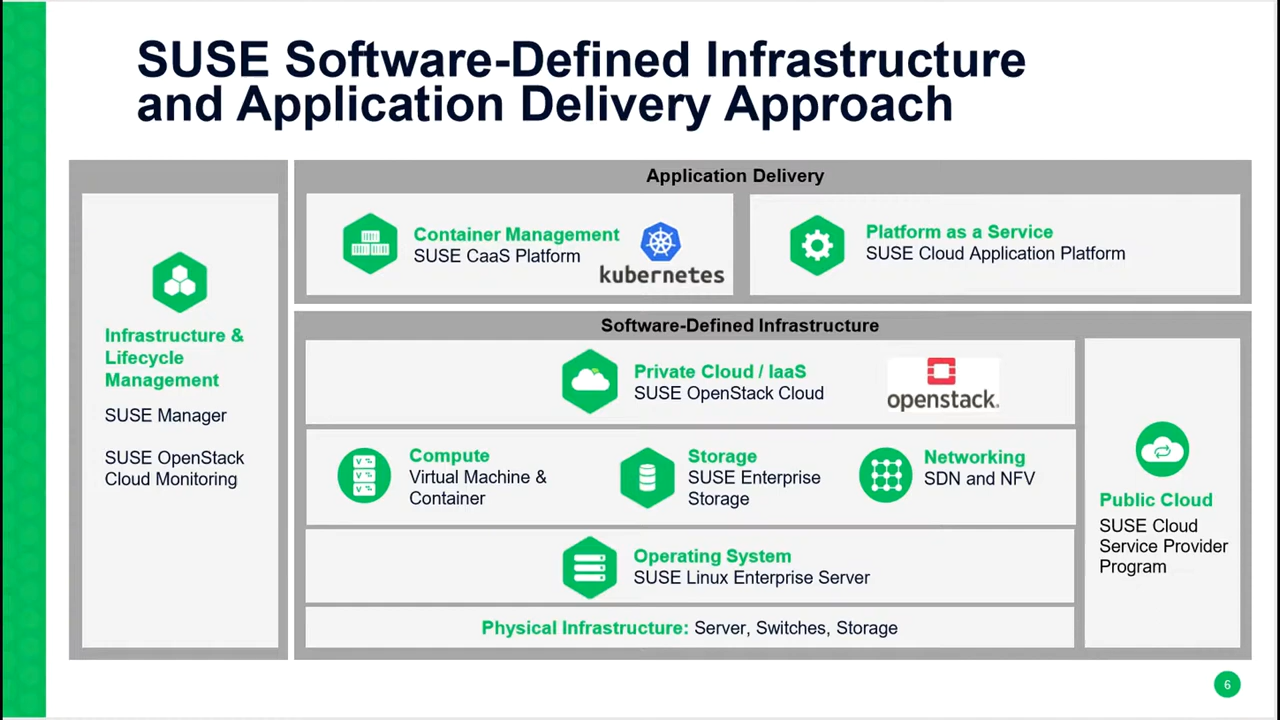 SUSE Software-Defined Infrastructure
and Application Delivery Approach
Infrastructure &
Lifecycle
Management
SUSE Manager
SUSE OpenStack
Cloud Monitoring
Application Delivery
Container Management
SUSE CaaS Platform
kubernetes
Platform as a Service
SUSE Cloud Application Platform
Software-Defined Infrastructure
Private Cloud / IaaS
SUSE OpenStack Cloud
openstack.
Compute
Virtual Machine &
Container
Storage
SUSE Enterprise
Storage
Networking
SDN and NFV
Operating System
SUSE Linux Enterprise Server
Physical Infrastructure: Server, Switches, Storage
Public Cloud
SUSE Cloud
Service Provider
Program
6